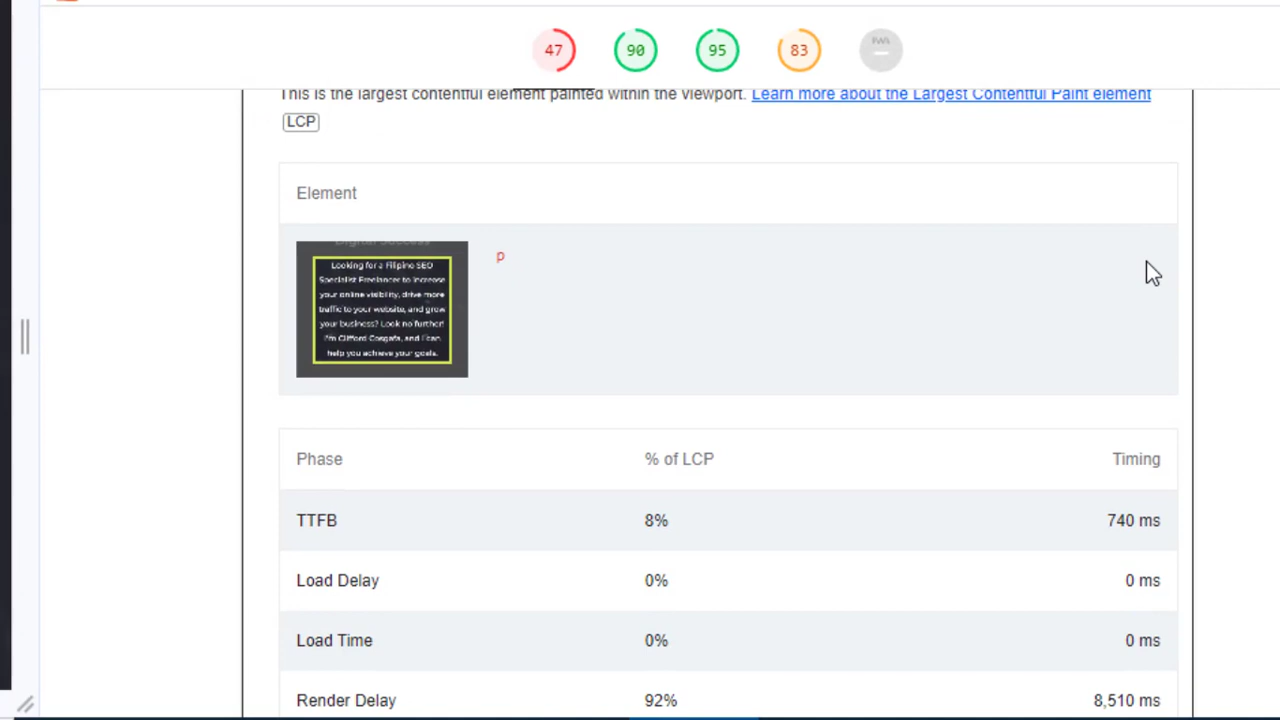 47 90 95 83 PWA
This is the largest contentful element painted within the viewport. Learn more about the Largest Contentful Paint element
LCP
Element
Digital Success
Looking for a Filipino SEO
Specialist Freelancer to increase
your online visibility, drive more
traffic to your website, and grow
your business? Look no further!
I'm Clifford Cosgafa, and I can
help you achieve your goals.
p
Phase % of LCP Timing
TTFB 8% 740 ms
Load Delay 0% 0 ms
Load Time 0% 0 ms
Render Delay 92% 8,510 ms